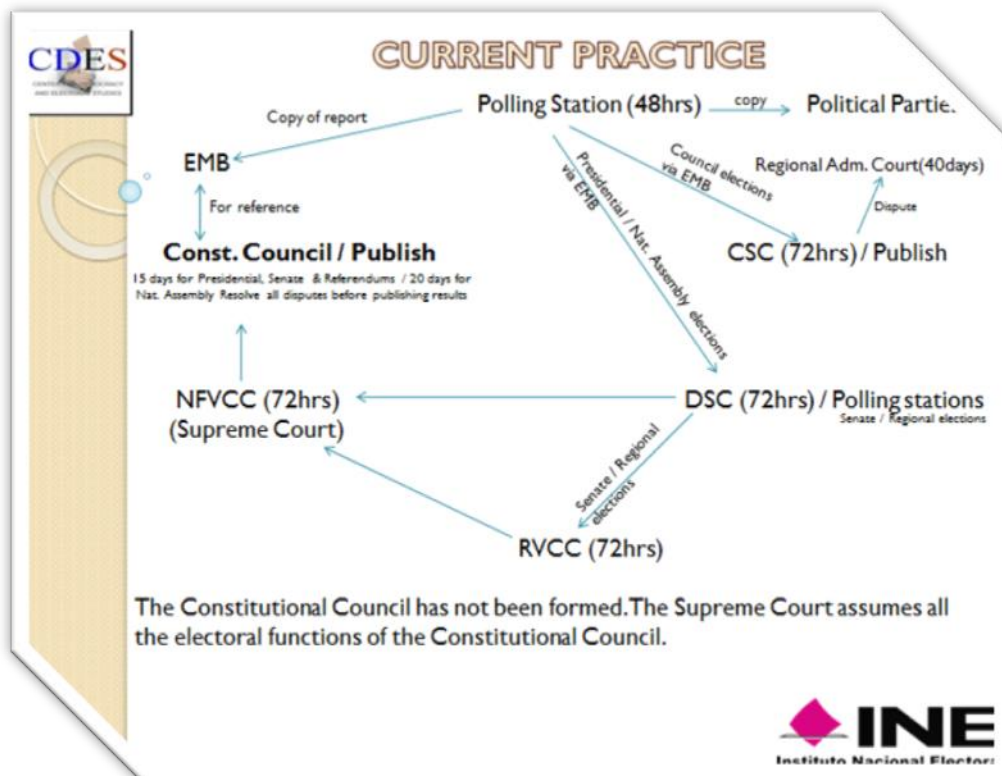 CDES
AND ELECTORAL STUDIES
CURRENT PRACTICE
Polling Station (48hrs)
copy
Political Partie.
Copy of report
EMB
Council elections
via EMB
Regional Adm. Court(40days)
Presidential / Nat. Assembly elections
via EMB
For reference
Dispute
Const. Council / Publish
CSC (72hrs) / Publish
15 days for Presidential, Senate & Referendums / 20 days for
Nat. Assembly Resolve all disputes before publishing results
NFVCC (72hrs)
(Supreme Court)
DSC (72hrs) / Polling stations
Senate / Regional elections
Senate / Regional
elections
RVCC (72hrs)
The Constitutional Council has not been formed.The Supreme Court assumes all
the electoral functions of the Constitutional Council.
INE
Instituto Nacional Elector